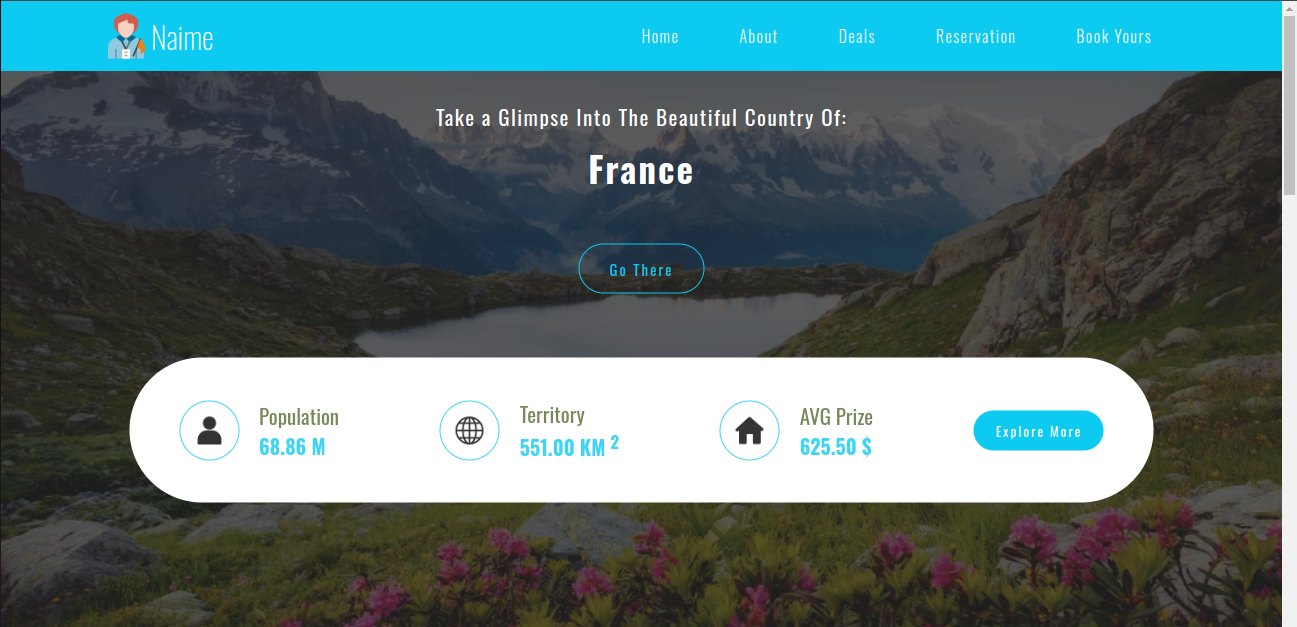 Naime
Home About Deals Reservation Book Yours
Take a Glimpse Into The Beautiful Country Of:
France
Go There
Population
68.86 M
Territory
551.00 KM 2
AVG Prize
625.50 $
Explore More